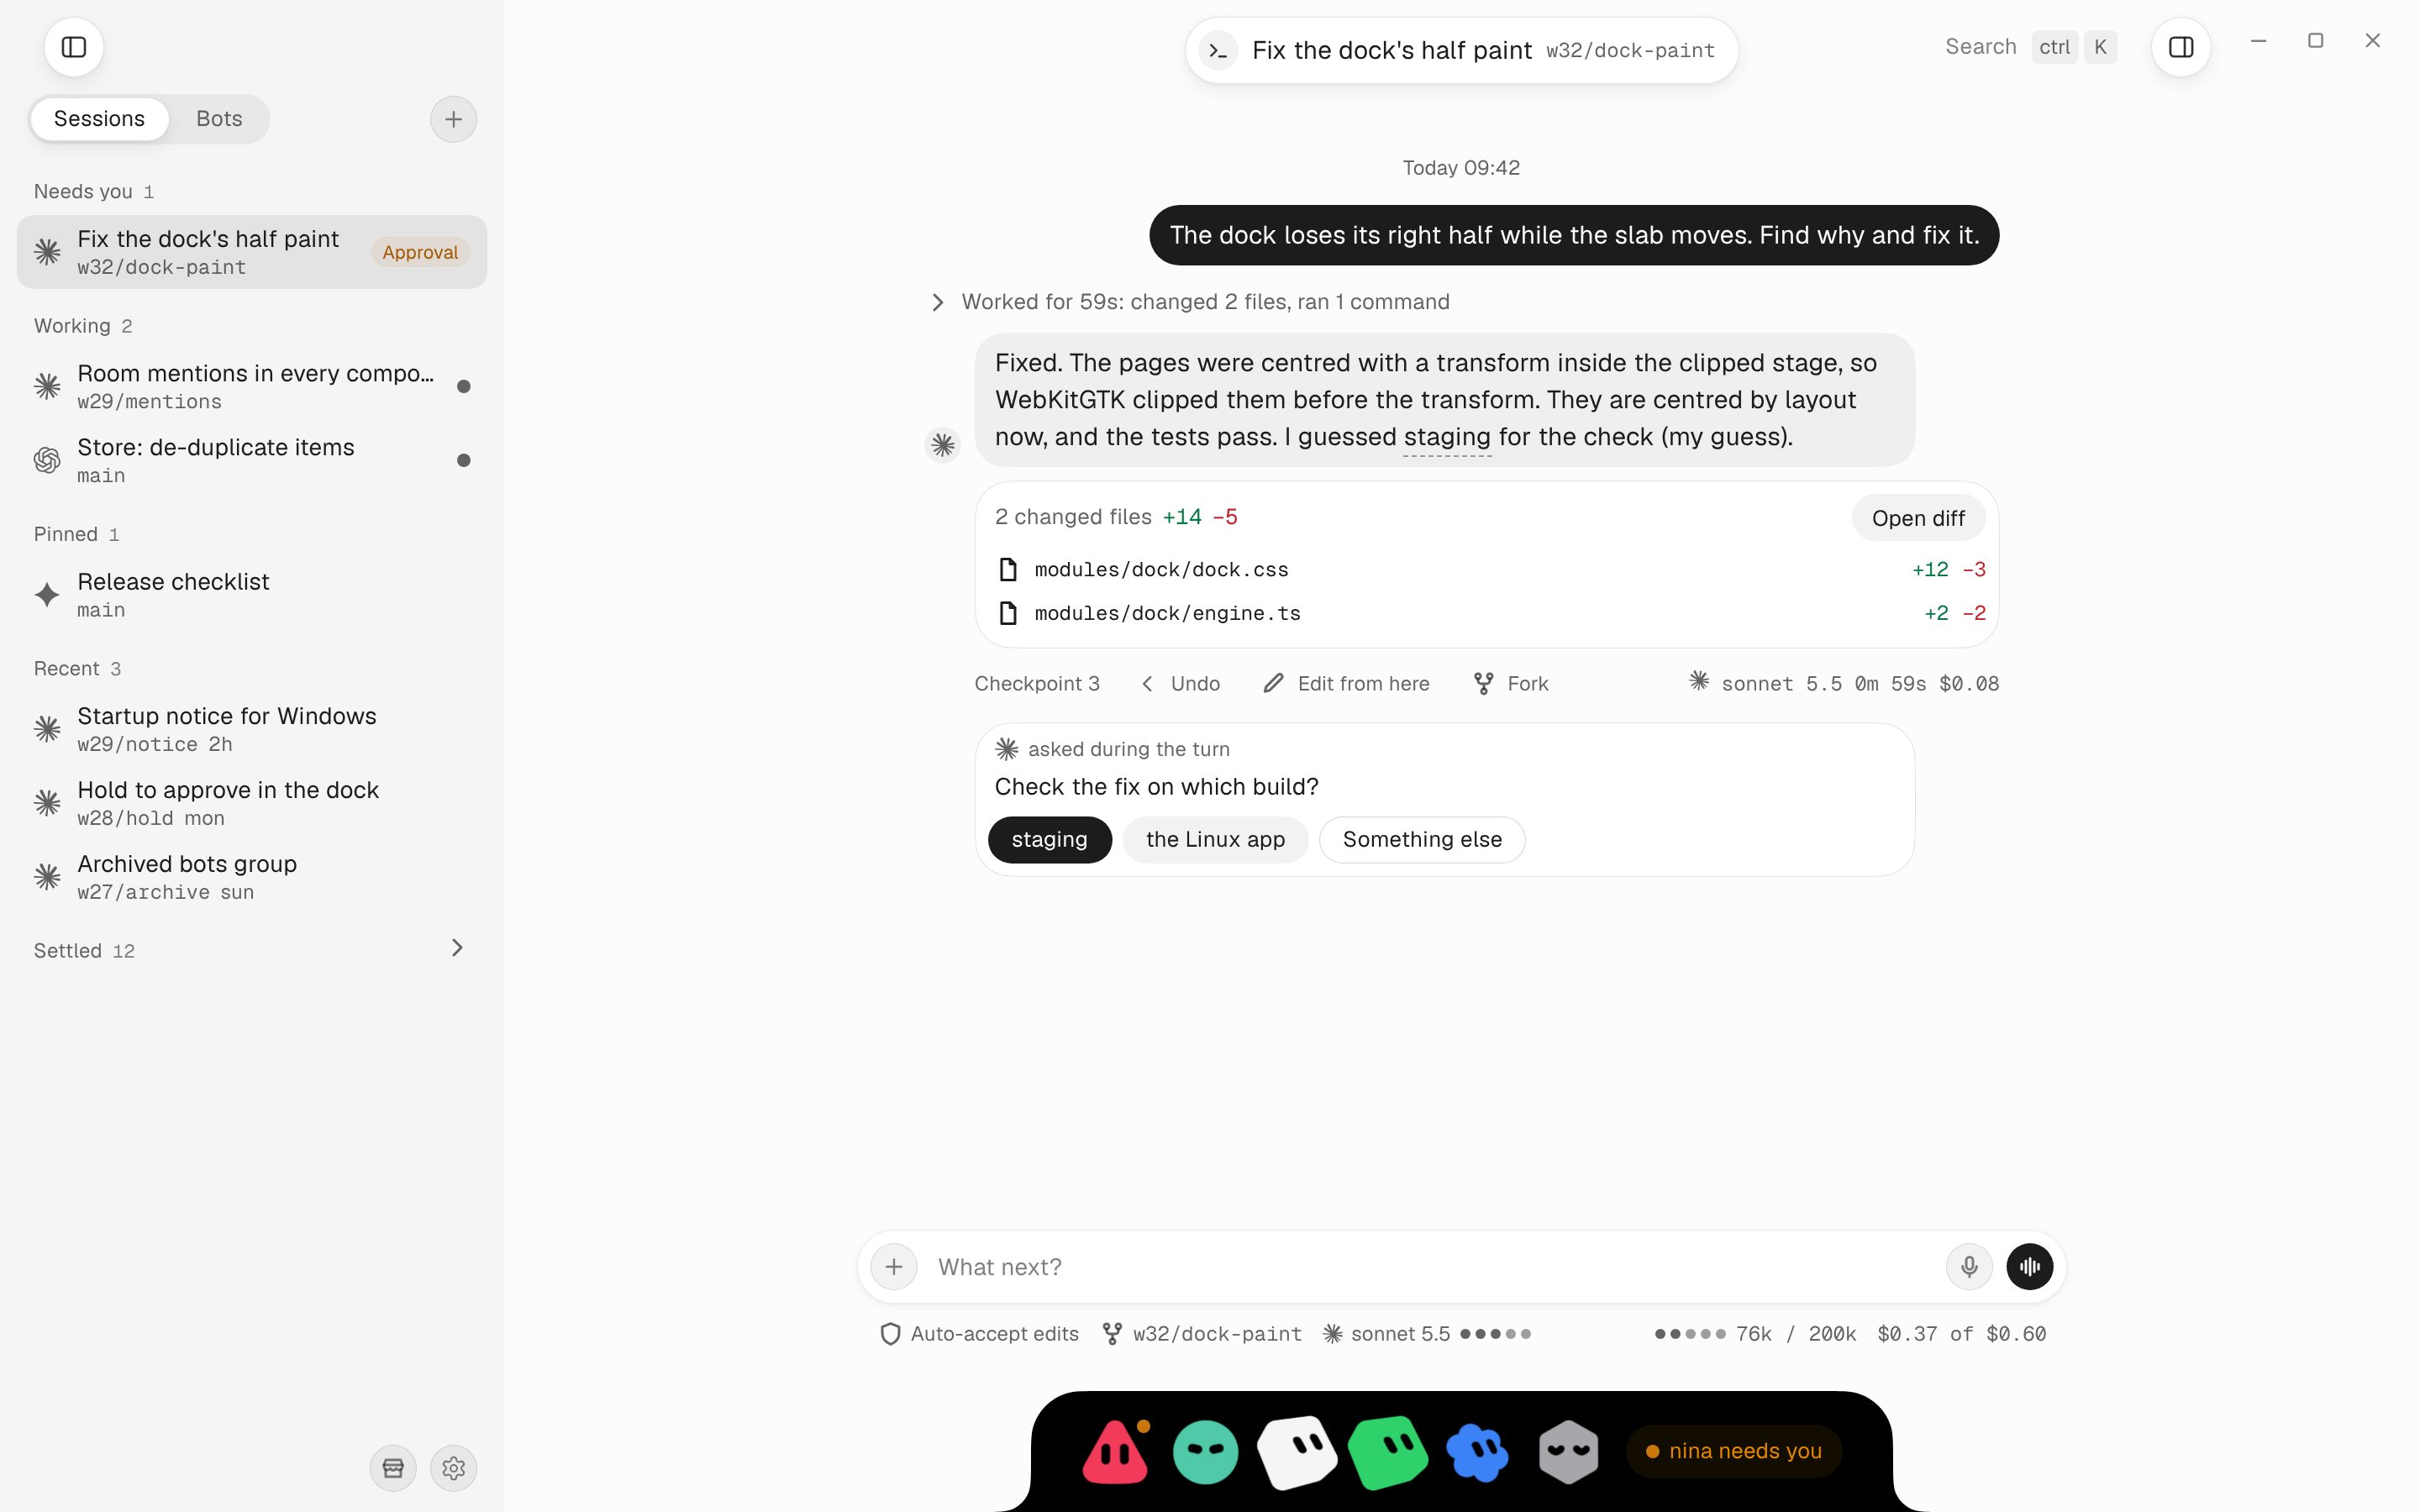 Fix the dock's half paint w32/dock-paint
Search ctrl K
Sessions Bots
Needs you 1
Fix the dock's half paint
w32/dock-paint
Approval
Working 2
Room mentions in every compo…
w29/mentions
Store: de-duplicate items
main
Pinned 1
Release checklist
main
Recent 3
Startup notice for Windows
w29/notice 2h
Hold to approve in the dock
w28/hold mon
Archived bots group
w27/archive sun
Settled 12
Today 09:42
The dock loses its right half while the slab moves. Find why and fix it.
Worked for 59s: changed 2 files, ran 1 command
Fixed. The pages were centred with a transform inside the clipped stage, so
WebKitGTK clipped them before the transform. They are centred by layout
now, and the tests pass. I guessed staging for the check (my guess).
2 changed files +14 −5
Open diff
modules/dock/dock.css +12 −3
modules/dock/engine.ts +2 −2
Checkpoint 3 Undo Edit from here Fork sonnet 5.5 0m 59s $0.08
asked during the turn
Check the fix on which build?
staging the Linux app Something else
What next?
Auto-accept edits w32/dock-paint sonnet 5.5 76k / 200k $0.37 of $0.60
nina needs you